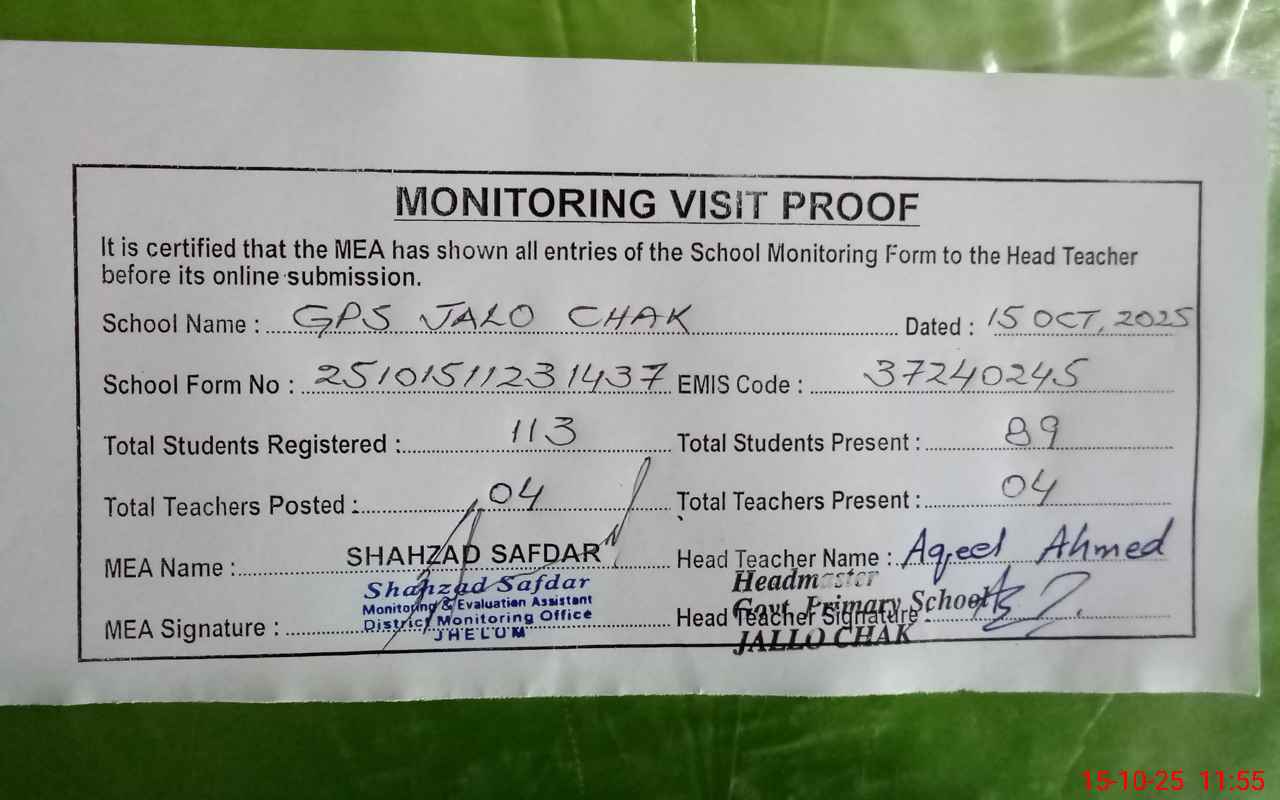 MONITORING VISIT PROOF
It is certified that the MEA has shown all entries of the School Monitoring Form to the Head Teacher
before its online submission.
School Name : GPS JALO CHAK Dated : 15 OCT, 2025
School Form No : 25101511231437 EMIS Code : 37240245
Total Students Registered : 113 Total Students Present : 89
Total Teachers Posted : 04 Total Teachers Present : 04
MEA Name : SHAHZAD SAFDAR Head Teacher Name : Aqeel Ahmed
Shahzad Safdar
Monitoring & Evaluation Assistant
District Monitoring Office
JHELUM
Headmaster
Govt. Primary School
JALLO CHAK
MEA Signature : Head Teacher Signature :
15-10-25 11:55